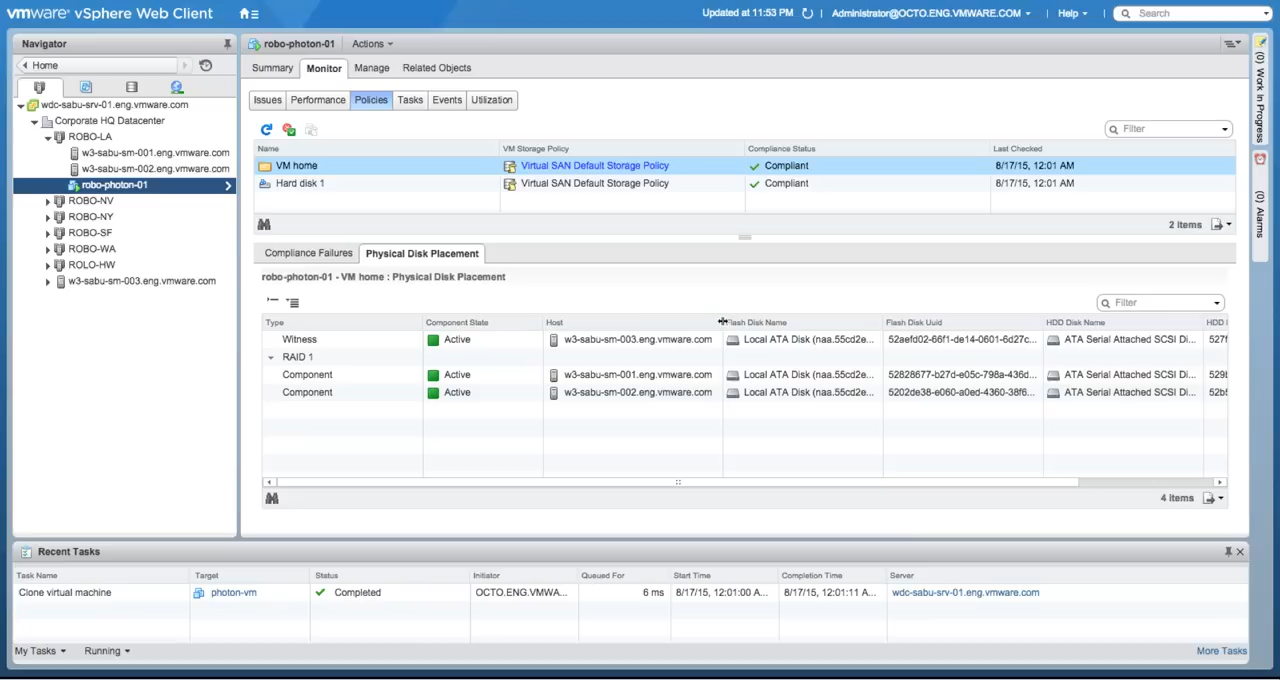 vmware® vSphere Web Client
Updated at 11:53 PM
Administrator@OCTO.ENG.VMWARE.COM
Help
Search
Navigator
Home
wdc-sabu-srv-01.eng.vmware.com
Corporate HQ Datacenter
ROBO-LA
w3-sabu-sm-001.eng.vmware.com
w3-sabu-sm-002.eng.vmware.com
robo-photon-01
ROBO-NV
ROBO-NY
ROBO-SF
ROBO-WA
ROLO-HW
w3-sabu-sm-003.eng.vmware.com
robo-photon-01 Actions
Summary Monitor Manage Related Objects
Issues Performance Policies Tasks Events Utilization
Filter
Name VM Storage Policy Compliance Status Last Checked
VM home Virtual SAN Default Storage Policy Compliant 8/17/15, 12:01 AM
Hard disk 1 Virtual SAN Default Storage Policy Compliant 8/17/15, 12:01 AM
2 items
Compliance Failures Physical Disk Placement
robo-photon-01 - VM home : Physical Disk Placement
Filter
Type Component State Host Flash Disk Name Flash Disk Uuid HDD Disk Name HDD
Witness Active w3-sabu-sm-003.eng.vmware.com Local ATA Disk (naa.55cd2e... 52aefd02-66f1-de14-0601-6d27c... ATA Serial Attached SCSI Di... 527f
RAID 1
Component Active w3-sabu-sm-001.eng.vmware.com Local ATA Disk (naa.55cd2e... 52828677-b27d-e05c-798a-436d... ATA Serial Attached SCSI Di... 529b
Component Active w3-sabu-sm-002.eng.vmware.com Local ATA Disk (naa.55cd2e... 5202de38-e060-a0ed-4360-38f6... ATA Serial Attached SCSI Di... 52b5
4 items
(0) Work In Progress
(0) Alarms
Recent Tasks
Task Name Target Status Initiator Queued For Start Time Completion Time Server
Clone virtual machine photon-vm Completed OCTO.ENG.VMWA... 6 ms 8/17/15, 12:01:00 A... 8/17/15, 12:01:11 A... wdc-sabu-srv-01.eng.vmware.com
My Tasks Running More Tasks